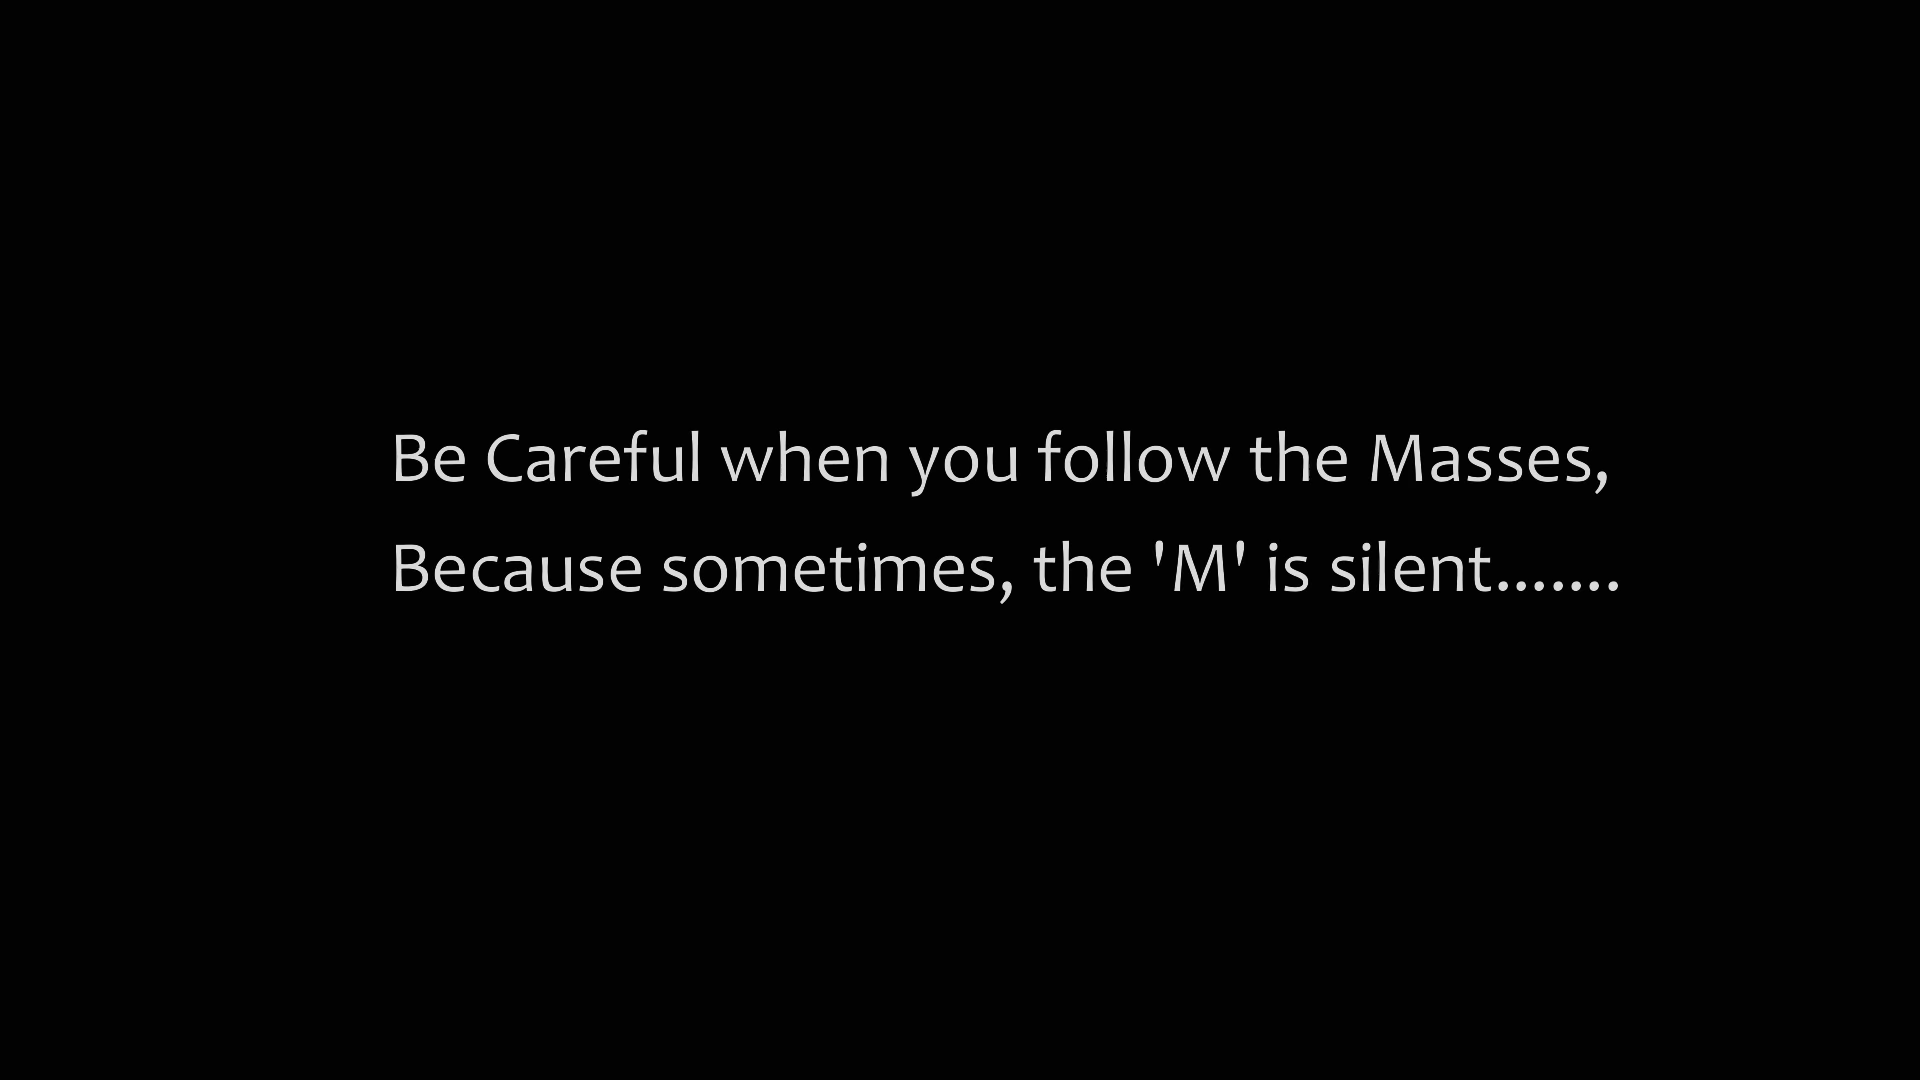 Be Careful when you follow the Masses,
Because sometimes, the 'M' is silent.......